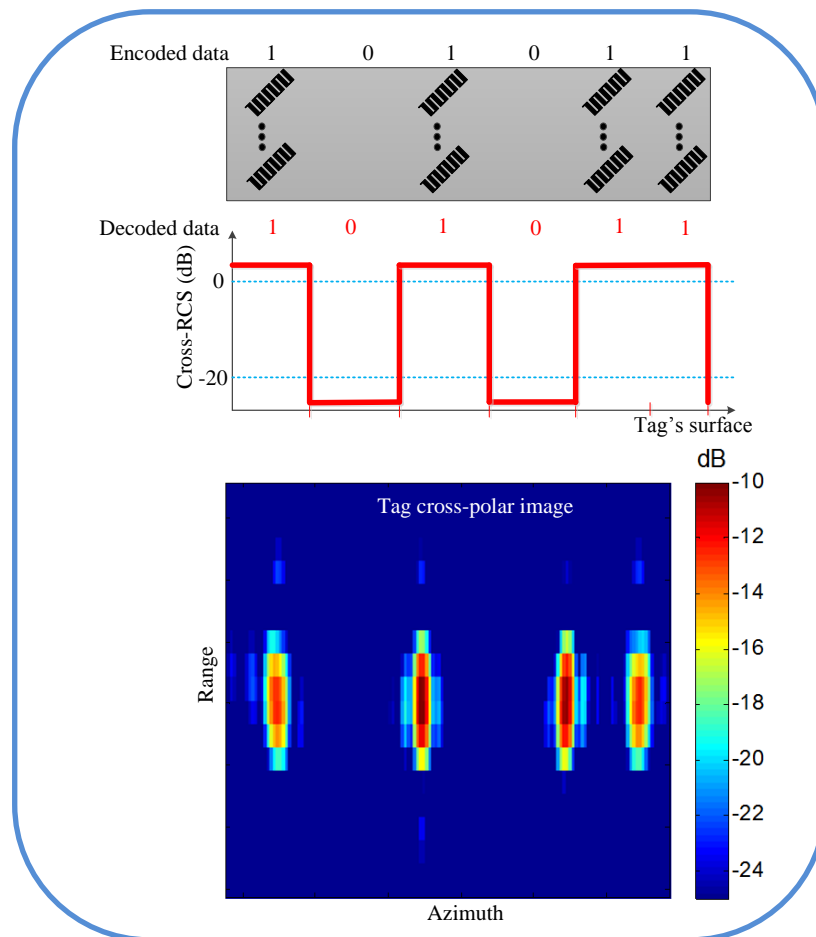 Encoded data 1 0 1 0 1 1
Decoded data 1 0 1 0 1 1
Cross-RCS (dB)
0
-20
Tag's surface
dB
Tag cross-polar image
-10
-12
-14
-16
-18
-20
-22
-24
Range
Azimuth